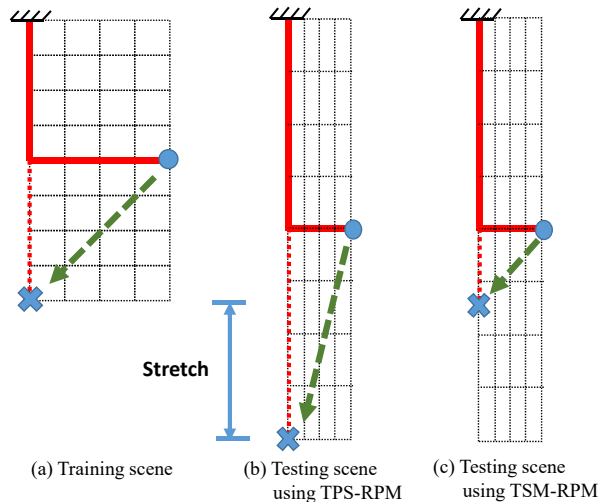 Stretch
(a) Training scene
(b) Testing scene
using TPS-RPM
(c) Testing scene
using TSM-RPM